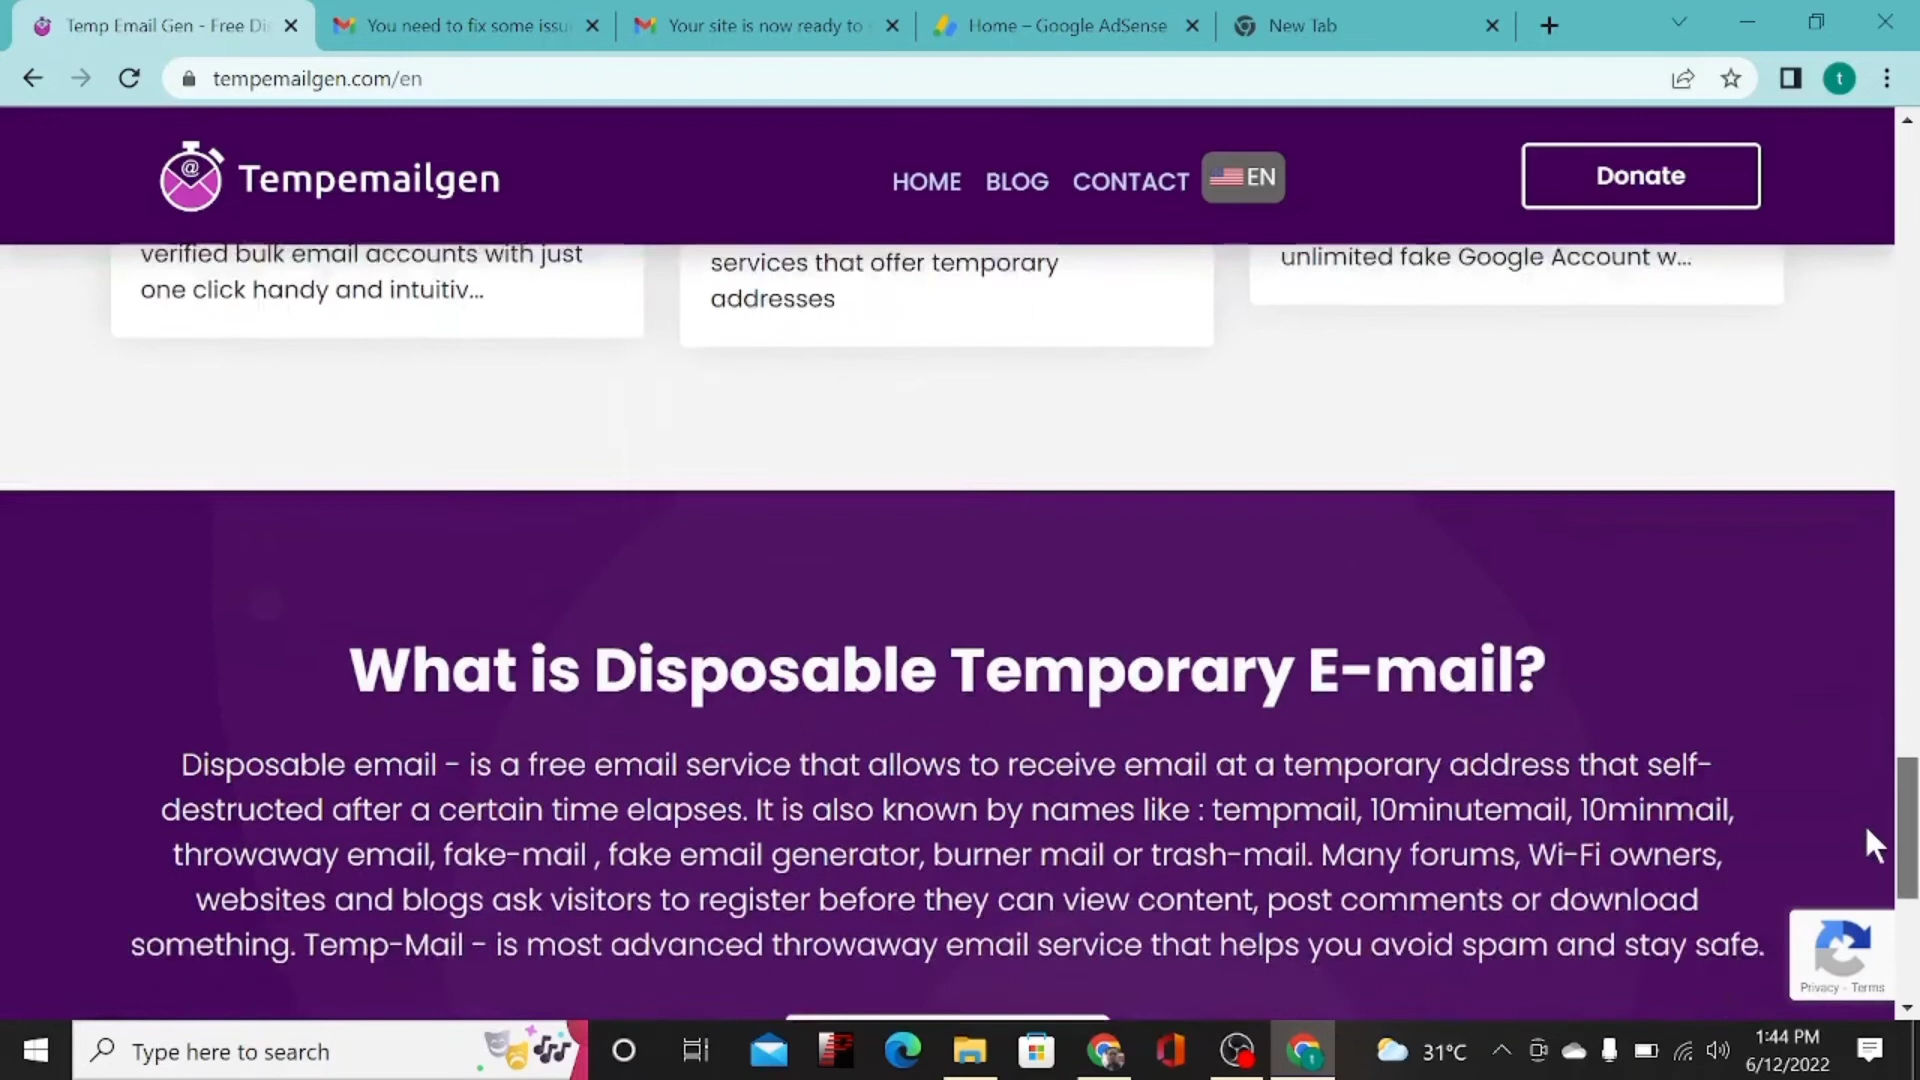 Temp Email Gen - Free Di
You need to fix some issu
Your site is now ready to
Home – Google AdSense
New Tab
tempemailgen.com/en
t
@
Tempemailgen
HOME
BLOG
CONTACT
EN
Donate
verified bulk email accounts with just
one click handy and intuitiv...
services that offer temporary
addresses
unlimited fake Google Account w...
What is Disposable Temporary E-mail?
Disposable email - is a free email service that allows to receive email at a temporary address that self-
destructed after a certain time elapses. It is also known by names like : tempmail, 10minutemail, 10minmail,
throwaway email, fake-mail , fake email generator, burner mail or trash-mail. Many forums, Wi-Fi owners,
websites and blogs ask visitors to register before they can view content, post comments or download
something. Temp-Mail - is most advanced throwaway email service that helps you avoid spam and stay safe.
Privacy - Terms
Type here to search
31°C
1:44 PM
6/12/2022